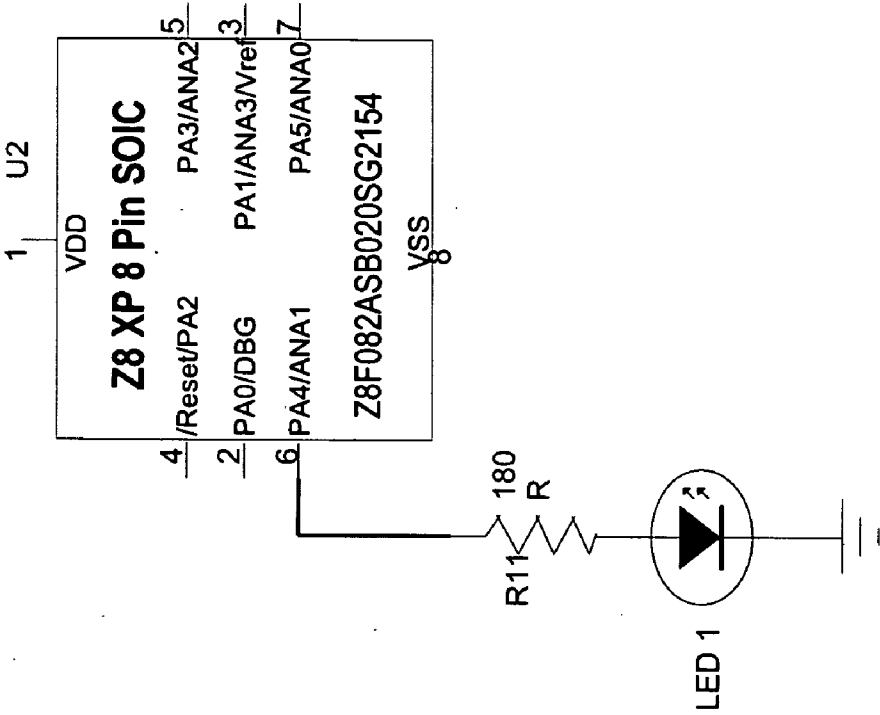 U2
1
VDD
Z8 XP 8 Pin SOIC
4
/Reset/PA2
PA3/ANA2
5
2
PA0/DBG
PA1/ANA3/Vref
3
6
PA4/ANA1
PA5/ANA0
7
Z8F082ASB020SG2154
VSS
8
R11
180
R
LED 1